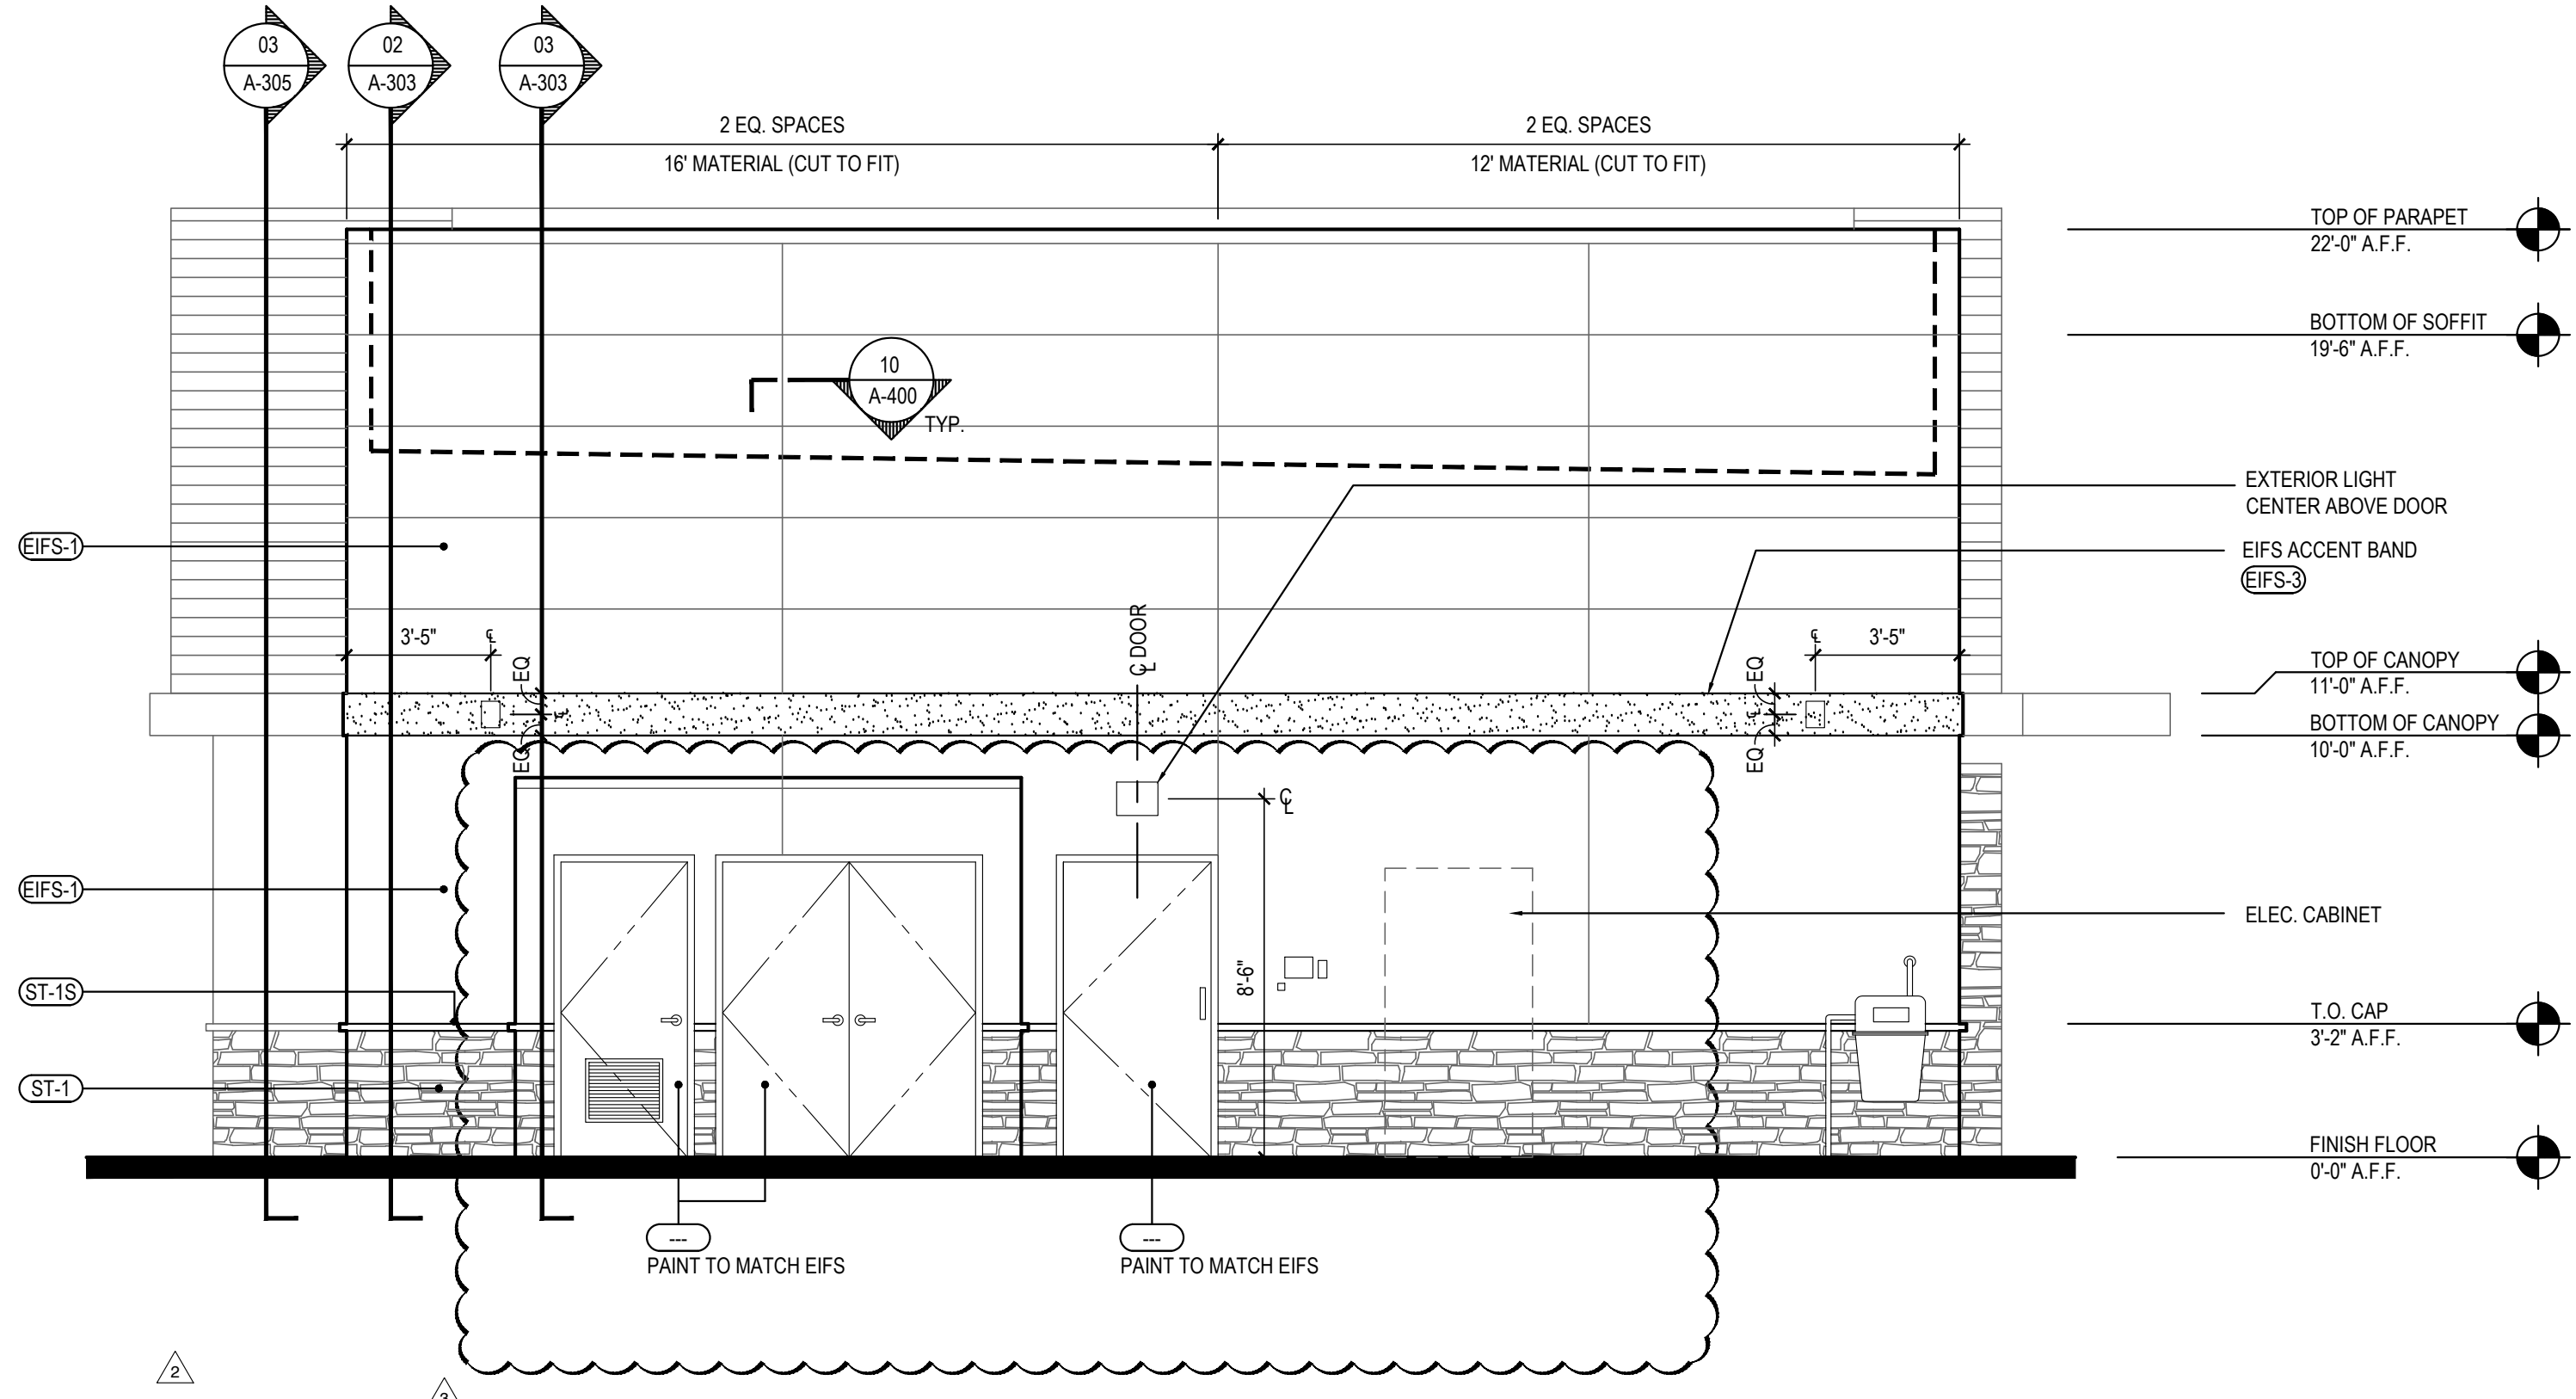 03
A-305
02
A-303
03
A-303
2 EQ. SPACES
16' MATERIAL (CUT TO FIT)
2 EQ. SPACES
12' MATERIAL (CUT TO FIT)
TOP OF PARAPET
22'-0" A.F.F.
BOTTOM OF SOFFIT
19'-6" A.F.F.
10
A-400
TYP.
EXTERIOR LIGHT
CENTER ABOVE DOOR
EIFS-1
EIFS ACCENT BAND
EIFS-3
3'-5"
℄
EQ
℄
EQ
℄ DOOR
EQ
℄
EQ
℄
3'-5"
TOP OF CANOPY
11'-0" A.F.F.
BOTTOM OF CANOPY
10'-0" A.F.F.
℄
8'-6"
EIFS-1
ELEC. CABINET
ST-1S
T.O. CAP
3'-2" A.F.F.
ST-1
FINISH FLOOR
0'-0" A.F.F.
---
PAINT TO MATCH EIFS
---
PAINT TO MATCH EIFS
2
3